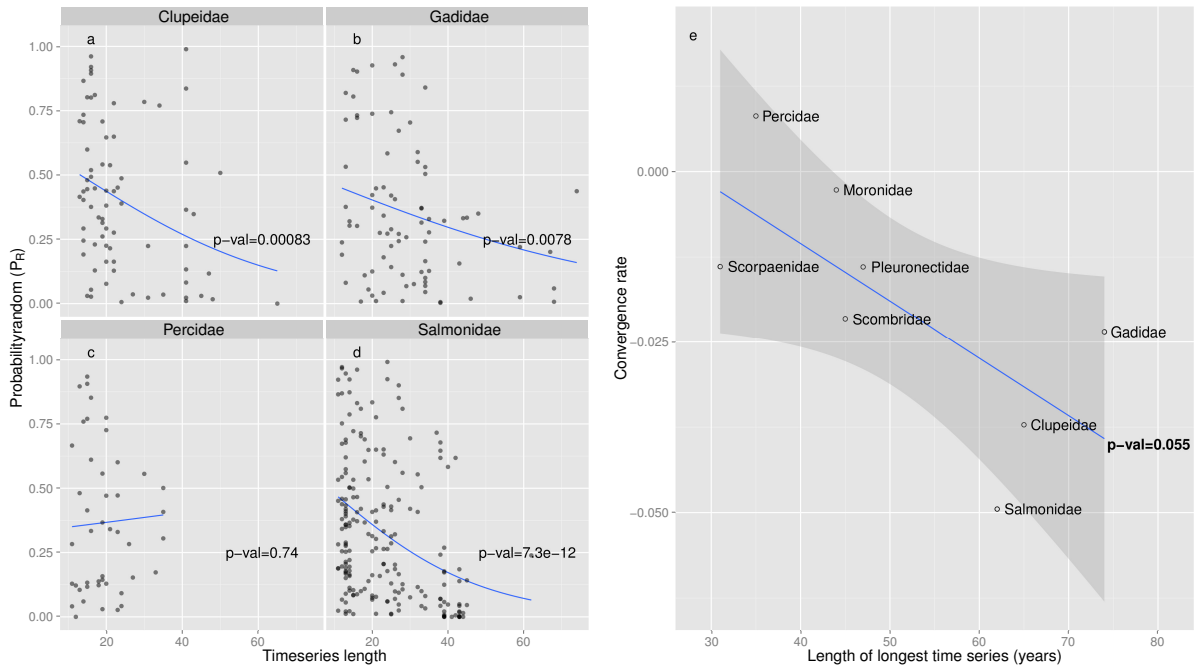 Clupeidae
Gadidae
a
b
1.00
0.75
0.50
0.25
0.00
p−val=0.00083
p−val=0.0078
Percidae
Salmonidae
c
d
1.00
0.75
0.50
0.25
0.00
p−val=0.74
p−val=7.3e−12
20
40
60
20
40
60
Timeseries length
Probabilityrandom (PR)
e
0.000
−0.025
−0.050
Percidae
Moronidae
Scorpaenidae
Pleuronectidae
Scombridae
Gadidae
Clupeidae
p−val=0.055
Salmonidae
30
40
50
60
70
80
Length of longest time series (years)
Convergence rate